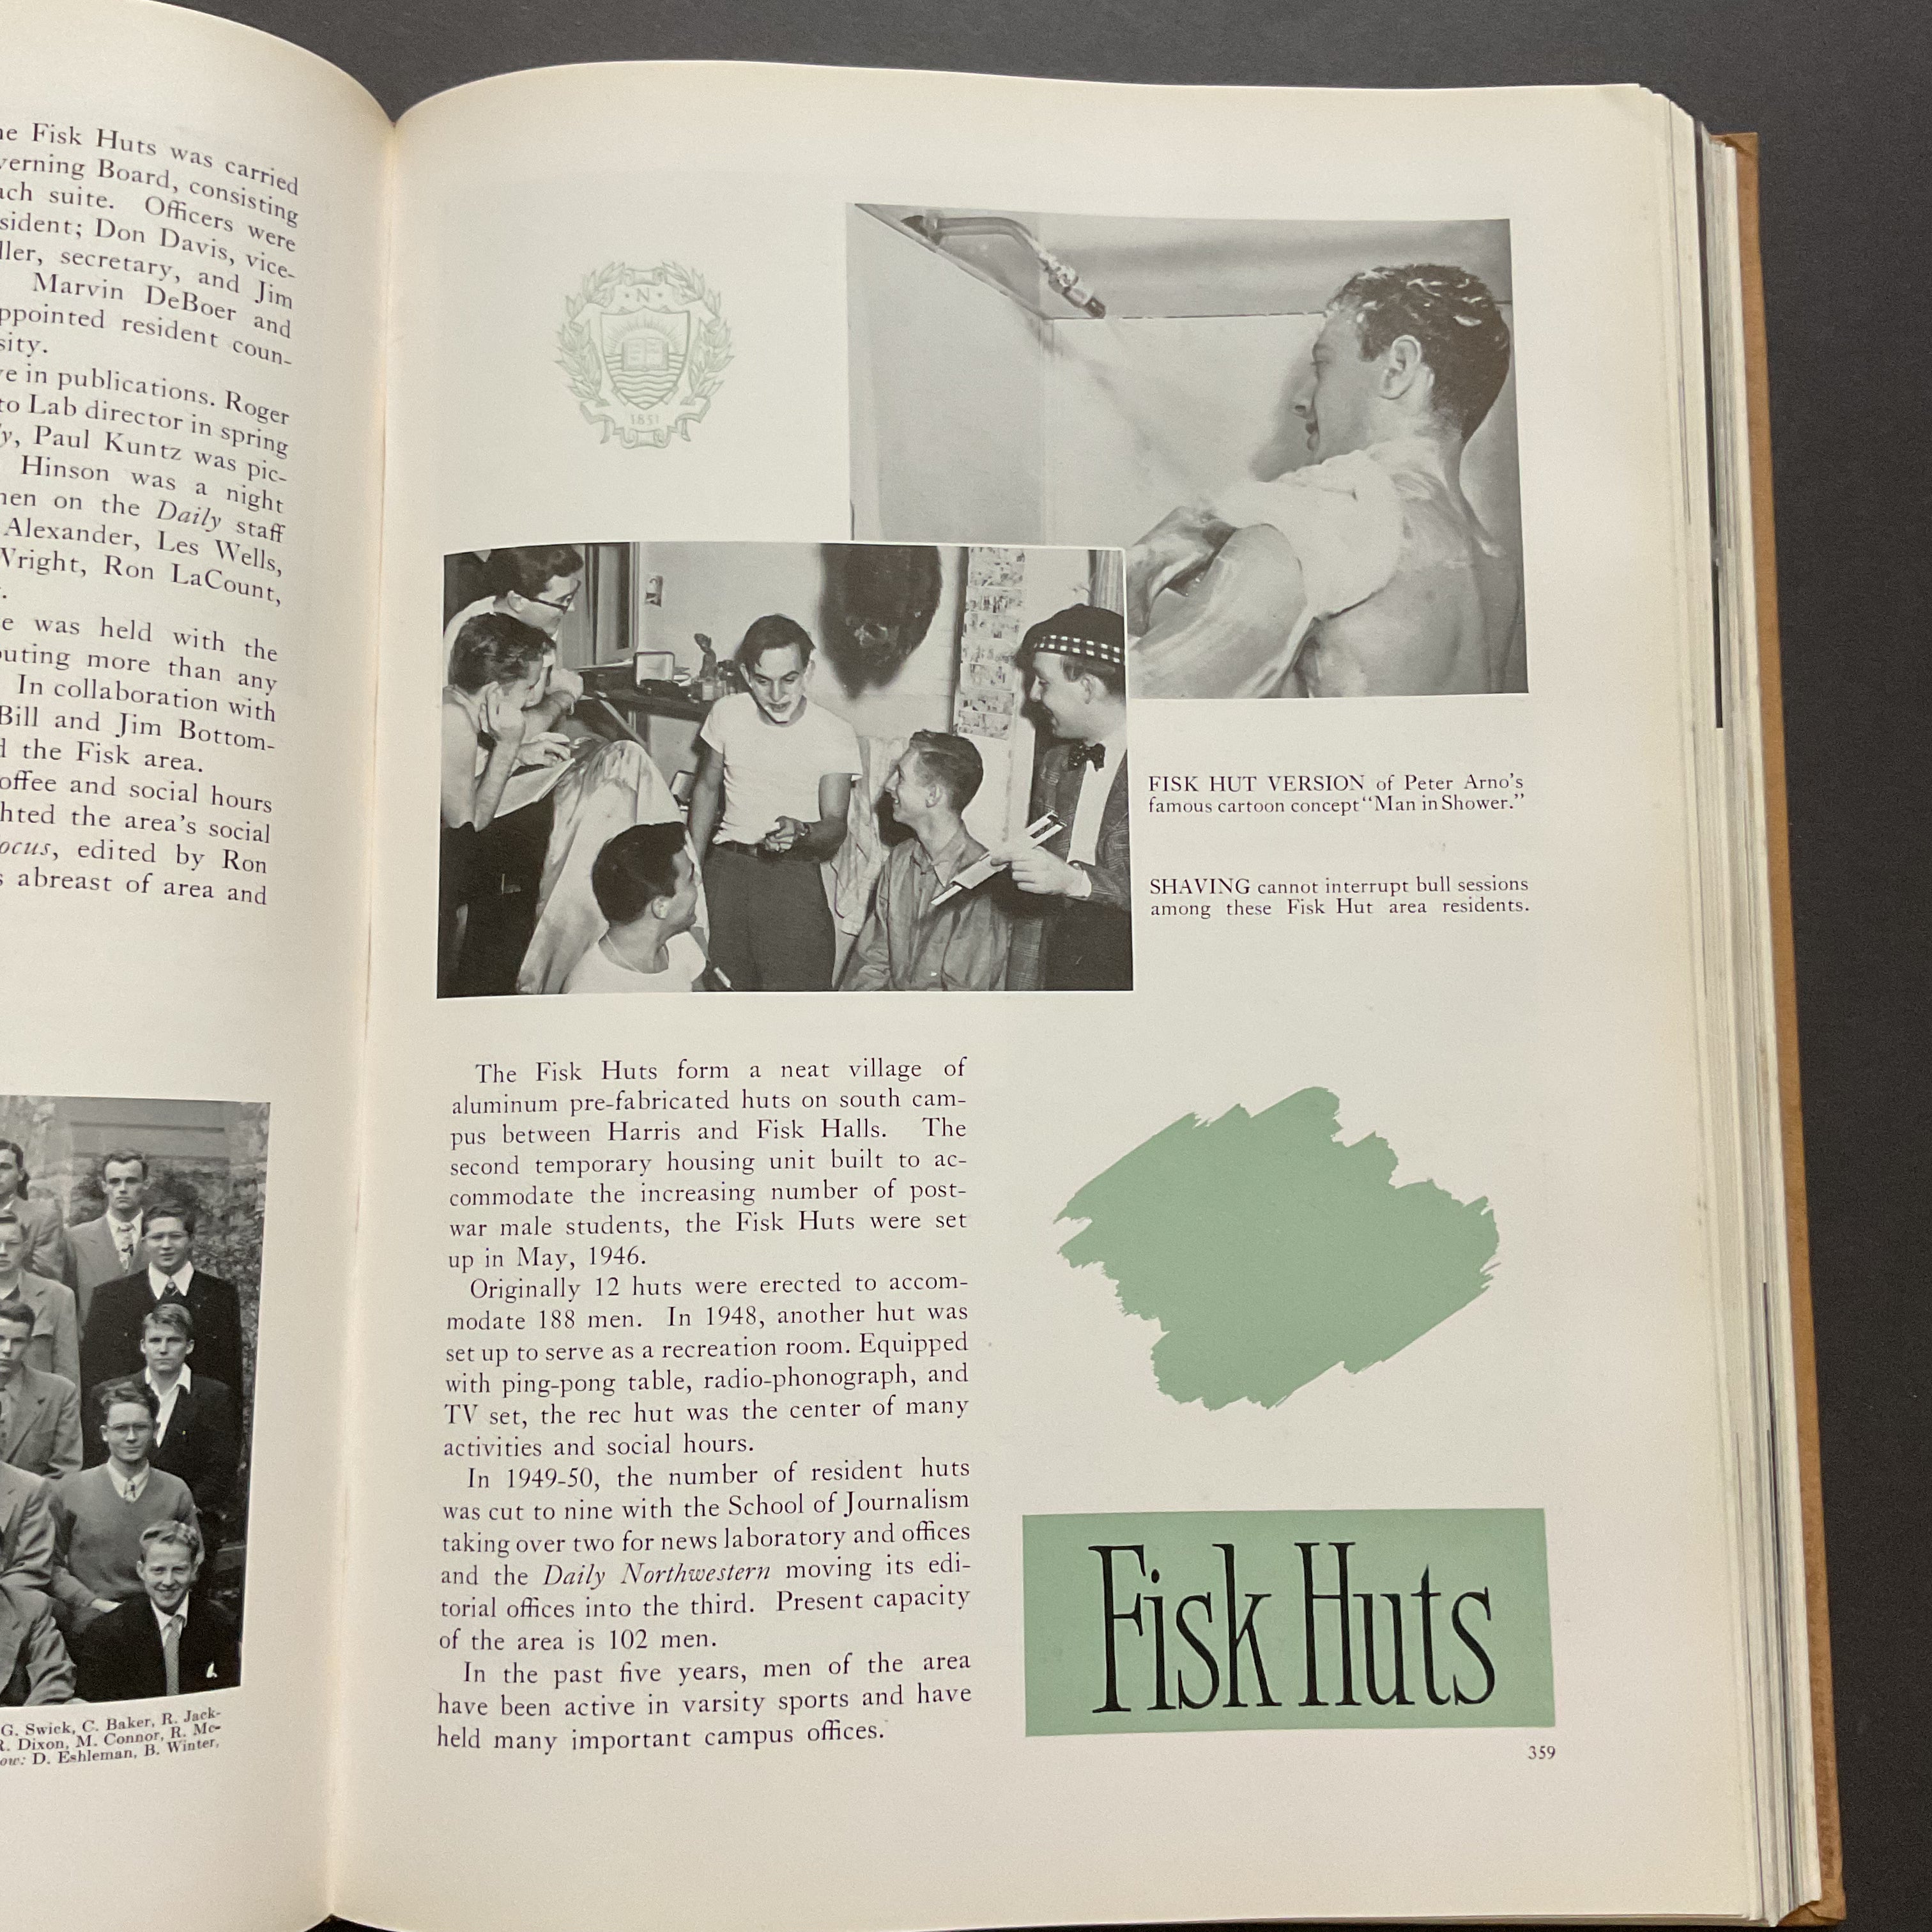 Fisk Huts was carried
Board, consisting
suite. Officers were
Don Davis, vice-
secretary, and Jim
Marvin DeBoer and
resident coun-
in publications. Roger
to Lab director in spring
Paul Kuntz was pic-
Hinson was a night
on the Daily staff
Alexander, Les Wells,
Wright, Ron LaCount,
was held with the
more than any
In collaboration with
Bill and Jim Bottom-
the Fisk area.
and social hours
the area's social
edited by Ron
abreast of area and
G. Swick, C. Baker, R. Jack-
R. Dixon, M. Connor, R. Mc-
D. Eshleman, B. Winter,
N
1851
FISK HUT VERSION of Peter Arno's
famous cartoon concept "Man in Shower."
SHAVING cannot interrupt bull sessions
among these Fisk Hut area residents.
The Fisk Huts form a neat village of
aluminum pre-fabricated huts on south cam-
pus between Harris and Fisk Halls. The
second temporary housing unit built to ac-
commodate the increasing number of post-
war male students, the Fisk Huts were set
up in May, 1946.
Originally 12 huts were erected to accom-
modate 188 men. In 1948, another hut was
set up to serve as a recreation room. Equipped
with ping-pong table, radio-phonograph, and
TV set, the rec hut was the center of many
activities and social hours.
In 1949-50, the number of resident huts
was cut to nine with the School of Journalism
taking over two for news laboratory and offices
and the Daily Northwestern moving its edi-
torial offices into the third. Present capacity
of the area is 102 men.
In the past five years, men of the area
have been active in varsity sports and have
held many important campus offices.
Fisk Huts
359